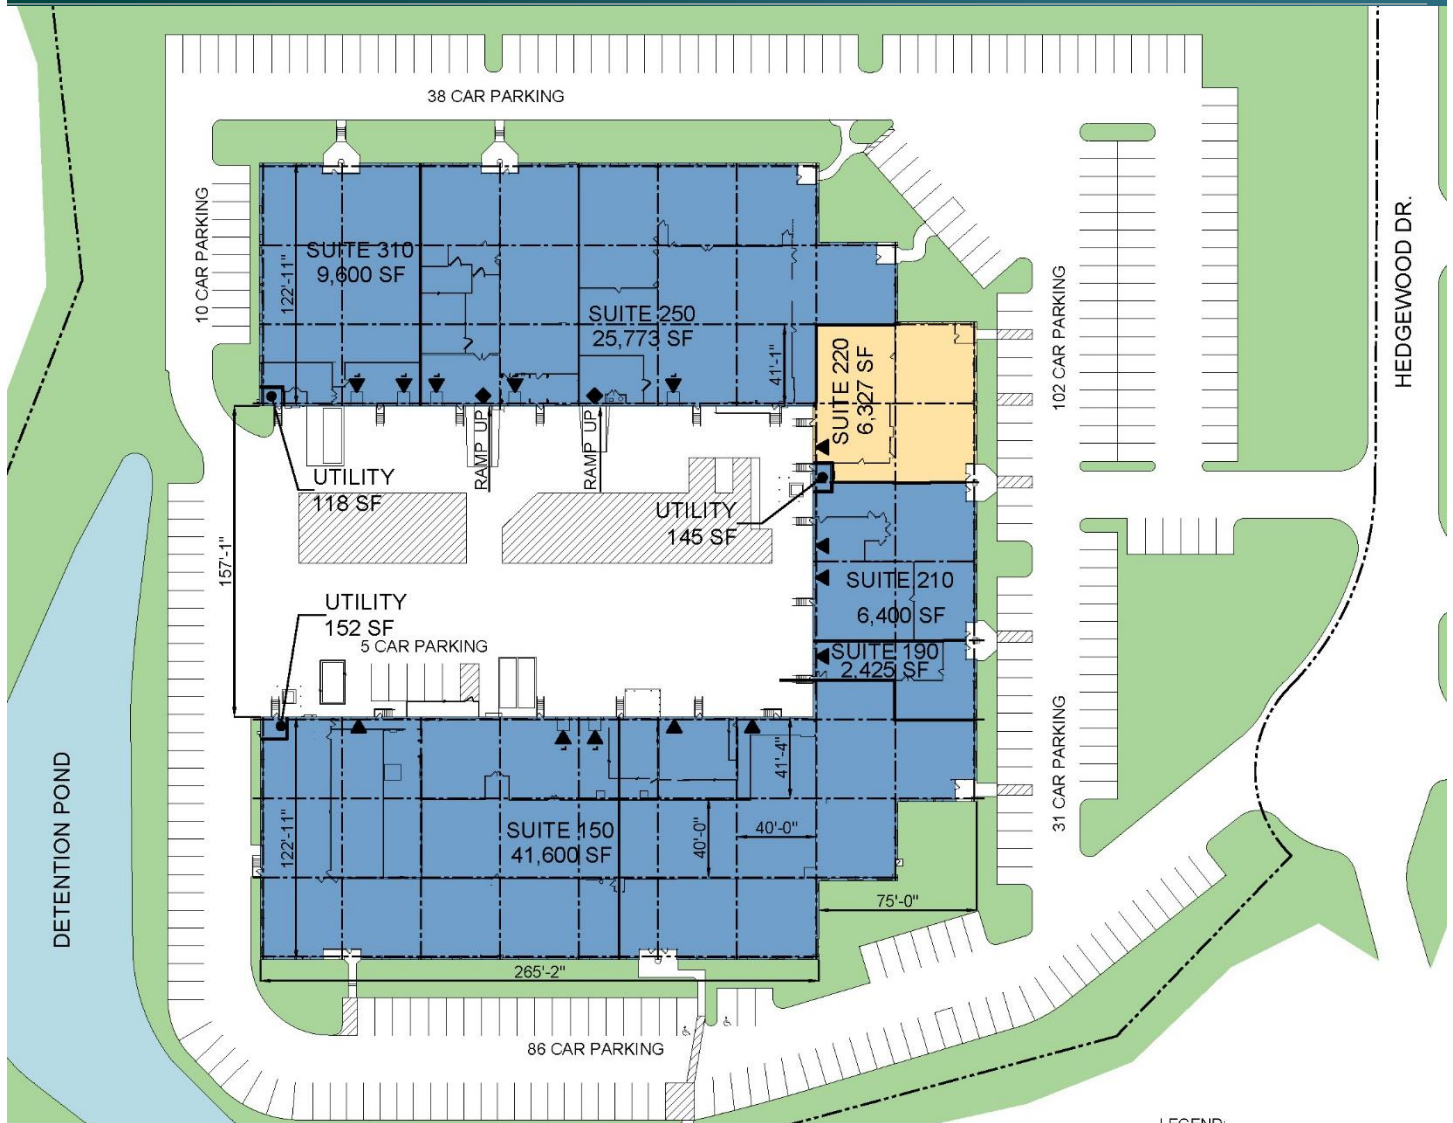 38 CAR PARKING
10 CAR PARKING
SUITE 310
9,600 SF
122'-11"
SUITE 250
25,773 SF
41'-1"
SUITE 220
6,327 SF
102 CAR PARKING
HEDGEWOOD DR.
RAMP UP
RAMP UP
UTILITY
118 SF
UTILITY
145 SF
157'-1"
SUITE 210
6,400 SF
UTILITY
152 SF
5 CAR PARKING
SUITE 190
2,425 SF
DETENTION POND
41'-4"
31 CAR PARKING
122'-11"
SUITE 150
41,600 SF
40'-0"
40'-0"
75'-0"
265'-2"
86 CAR PARKING
LEGEND: